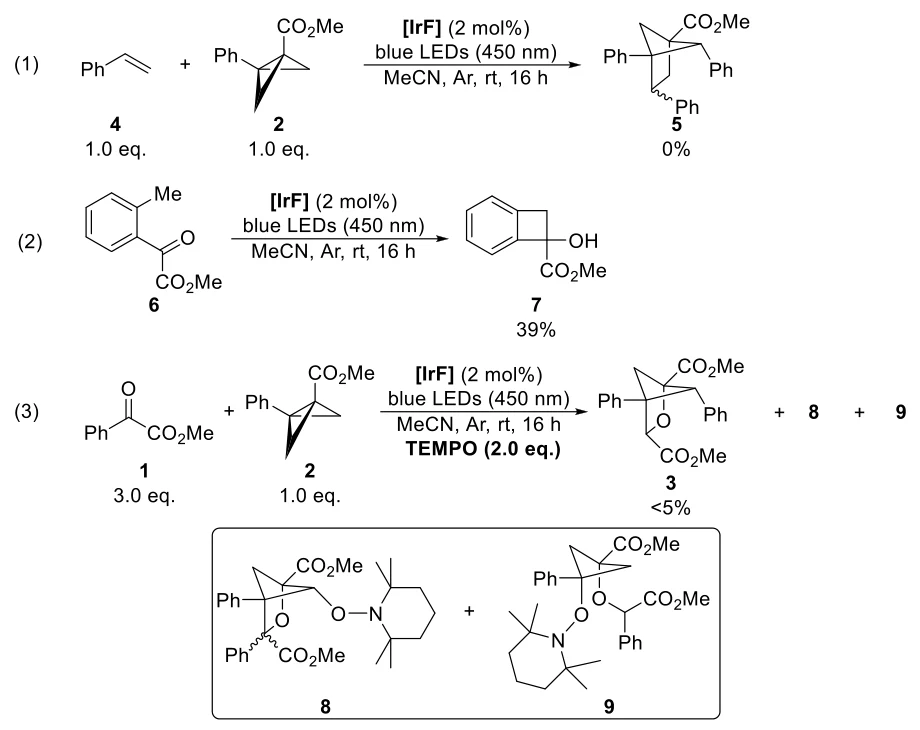 (1)
Ph
4
1.0 eq.
+
Ph
CO₂Me
2
1.0 eq.
[IrF] (2 mol%)
blue LEDs (450 nm)
MeCN, Ar, rt, 16 h
CO₂Me
Ph
Ph
Ph
5
0%
(2)
Me
O
CO₂Me
6
[IrF] (2 mol%)
blue LEDs (450 nm)
MeCN, Ar, rt, 16 h
OH
CO₂Me
7
39%
(3)
O
Ph
CO₂Me
1
3.0 eq.
+
CO₂Me
Ph
2
1.0 eq.
[IrF] (2 mol%)
blue LEDs (450 nm)
MeCN, Ar, rt, 16 h
TEMPO (2.0 eq.)
CO₂Me
Ph
Ph
O
CO₂Me
3
<5%
+ 8 + 9
CO₂Me
Ph
O
O N
Ph
CO₂Me
8
+
CO₂Me
Ph
O
CO₂Me
O
Ph
N
9